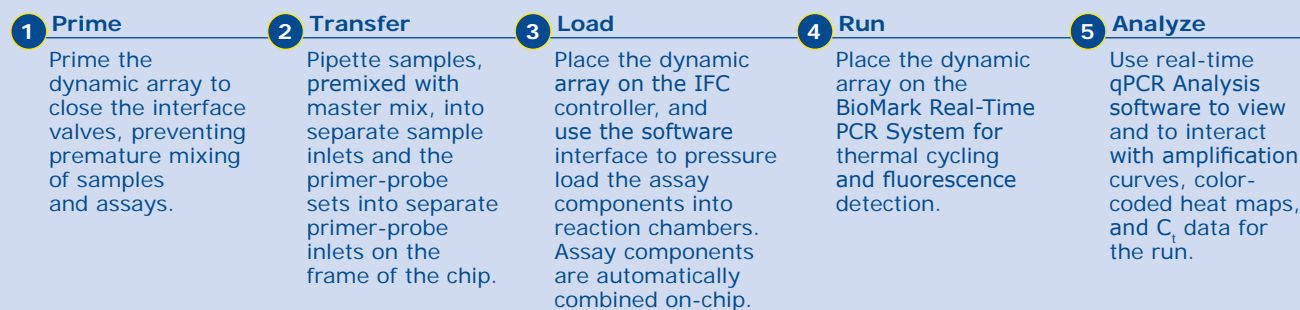 1 Prime
Prime the
dynamic array to
close the interface
valves, preventing
premature mixing
of samples
and assays.
2 Transfer
Pipette samples,
premixed with
master mix, into
separate sample
inlets and the
primer-probe
sets into separate
primer-probe
inlets on the
frame of the chip.
3 Load
Place the dynamic
array on the IFC
controller, and
use the software
interface to pressure
load the assay
components into
reaction chambers.
Assay components
are automatically
combined on-chip.
4 Run
Place the dynamic
array on the
BioMark Real-Time
PCR System for
thermal cycling
and fluorescence
detection.
5 Analyze
Use real-time
qPCR Analysis
software to view
and to interact
with amplification
curves, color-
coded heat maps,
and Ct data for
the run.